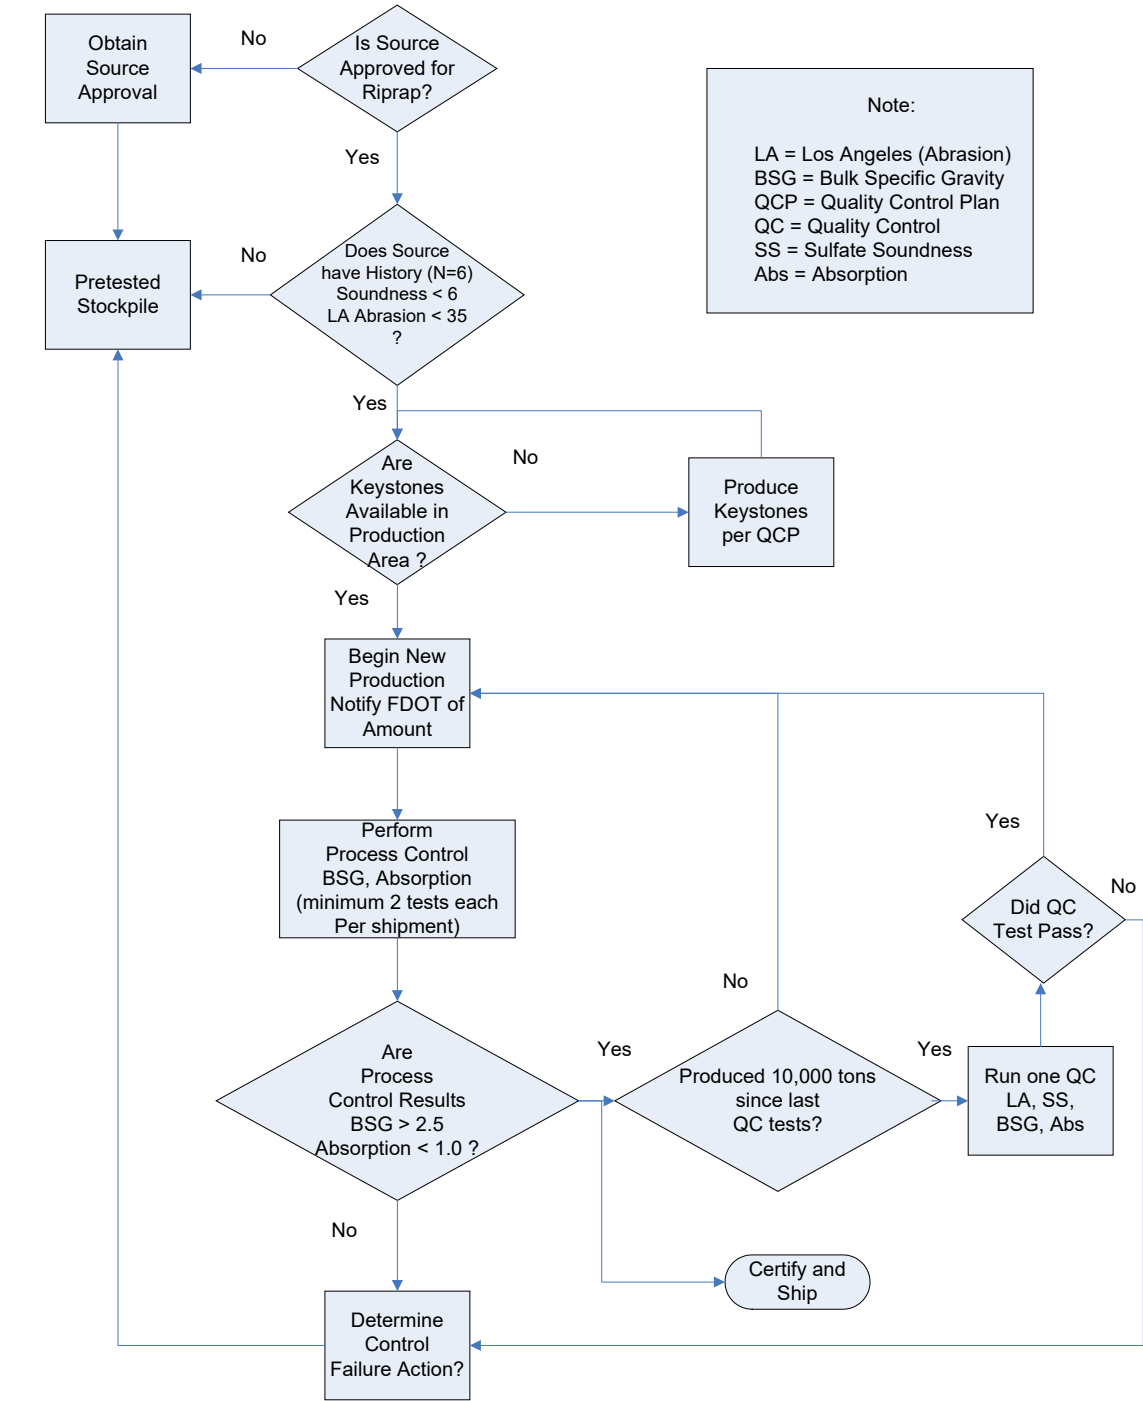 Obtain
Source
Approval
No
Is Source
Approved for
Riprap?
Note:
LA = Los Angeles (Abrasion)
BSG = Bulk Specific Gravity
QCP = Quality Control Plan
QC = Quality Control
SS = Sulfate Soundness
Abs = Absorption
Yes
Pretested
Stockpile
No
Does Source
have History (N=6)
Soundness < 6
LA Abrasion < 35
?
Yes
Are
Keystones
Available in
Production
Area ?
No
Produce
Keystones
per QCP
Yes
Begin New
Production
Notify FDOT of
Amount
Perform
Process Control
BSG, Absorption
(minimum 2 tests each
Per shipment)
Yes
Did QC
Test Pass?
No
Are
Process
Control Results
BSG > 2.5
Absorption < 1.0 ?
Yes
No
Produced 10,000 tons
since last
QC tests?
Yes
Run one QC
LA, SS,
BSG, Abs
No
Certify and
Ship
Determine
Control
Failure Action?